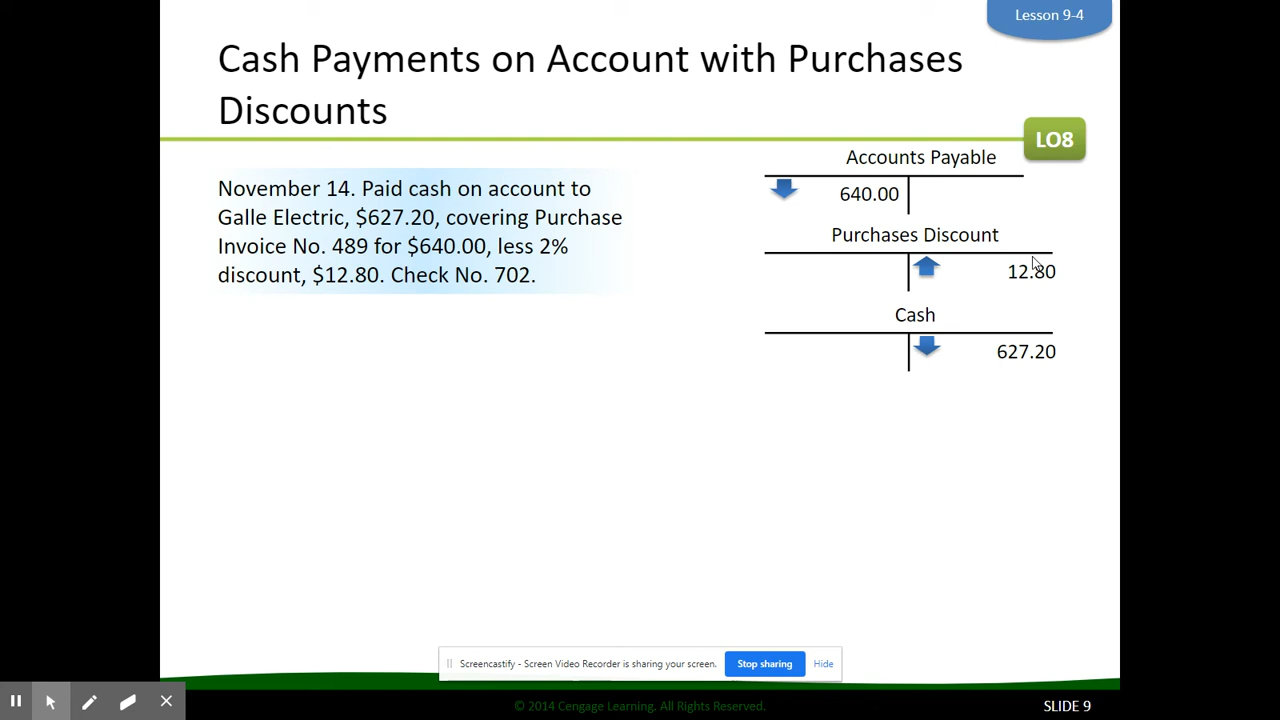 Lesson 9-4
Cash Payments on Account with Purchases
Discounts
LO8
November 14. Paid cash on account to
Galle Electric, $627.20, covering Purchase
Invoice No. 489 for $640.00, less 2%
discount, $12.80. Check No. 702.
Accounts Payable
640.00
Purchases Discount
12.80
Cash
627.20
Screencastify - Screen Video Recorder is sharing your screen.
Stop sharing
Hide
© 2014 Cengage Learning. All Rights Reserved.
SLIDE 9